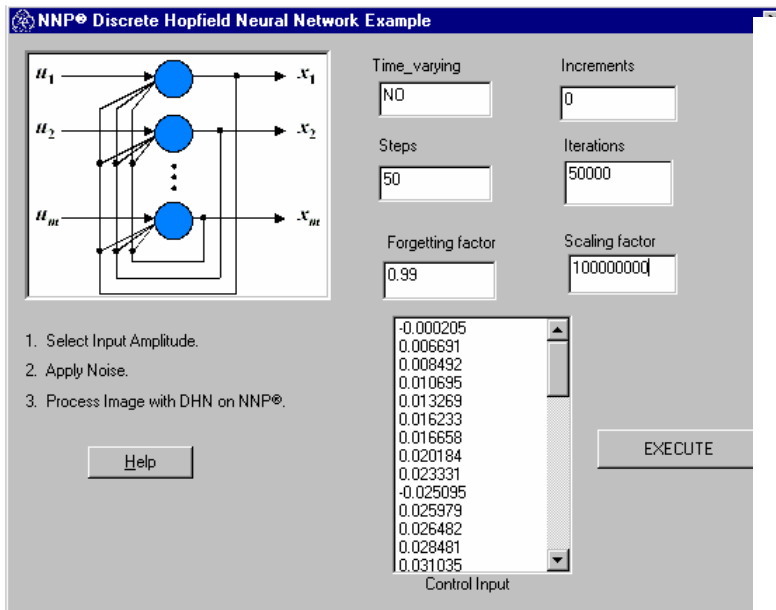 NNP® Discrete Hopfield Neural Network Example
u1 x1
u2 x2
um xm
Time_varying
NO
Increments
0
Steps
50
Iterations
50000
Forgetting factor
0.99
Scaling factor
100000000
1. Select Input Amplitude.
2. Apply Noise.
3. Process Image with DHN on NNP®.
Help
-0.000205
0.006691
0.008492
0.010695
0.013269
0.016233
0.016658
0.020184
0.023331
-0.025095
0.025979
0.026482
0.028481
0.031035
Control Input
EXECUTE